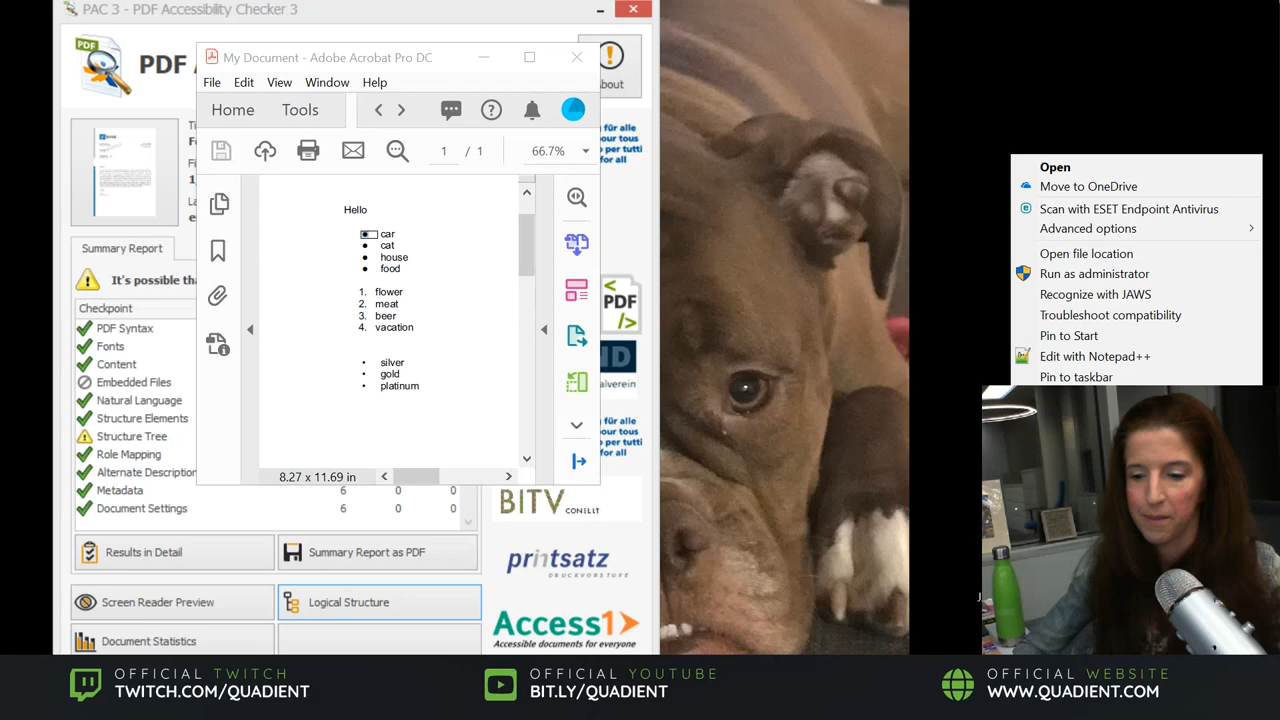 PAC 3 - PDF Accessibility Checker 3
PDF
About
My Document - Adobe Acrobat Pro DC
File Edit View Window Help
Home Tools
1 / 1 66.7%
Hello
● car
● cat
● house
● food
1. flower
2. meat
3. beer
4. vacation
• silver
• gold
• platinum
8.27 x 11.69 in
Summary Report
It's possible
Checkpoint
PDF Syntax
Fonts
Content
Embedded Files
Natural Language
Structure Elements
Structure Tree
Role Mapping
Alternate Description
Metadata 6 0 0
Document Settings 6 0 0
Results in Detail
Summary Report as PDF
Screen Reader Preview
Logical Structure
Document Statistics
für alle
pour tous
per tutti
for all
PDF
für alle
pour tous
per tutti
for all
BITV CONSULT
printsatz
DRUCKVORSTUFE
Access1
Accessible documents for everyone
Open
Move to OneDrive
Scan with ESET Endpoint Antivirus
Advanced options
Open file location
Run as administrator
Recognize with JAWS
Troubleshoot compatibility
Pin to Start
Edit with Notepad++
Pin to taskbar
OFFICIAL TWITCH
TWITCH.COM/QUADIENT
OFFICIAL YOUTUBE
BIT.LY/QUADIENT
OFFICIAL WEBSITE
WWW.QUADIENT.COM